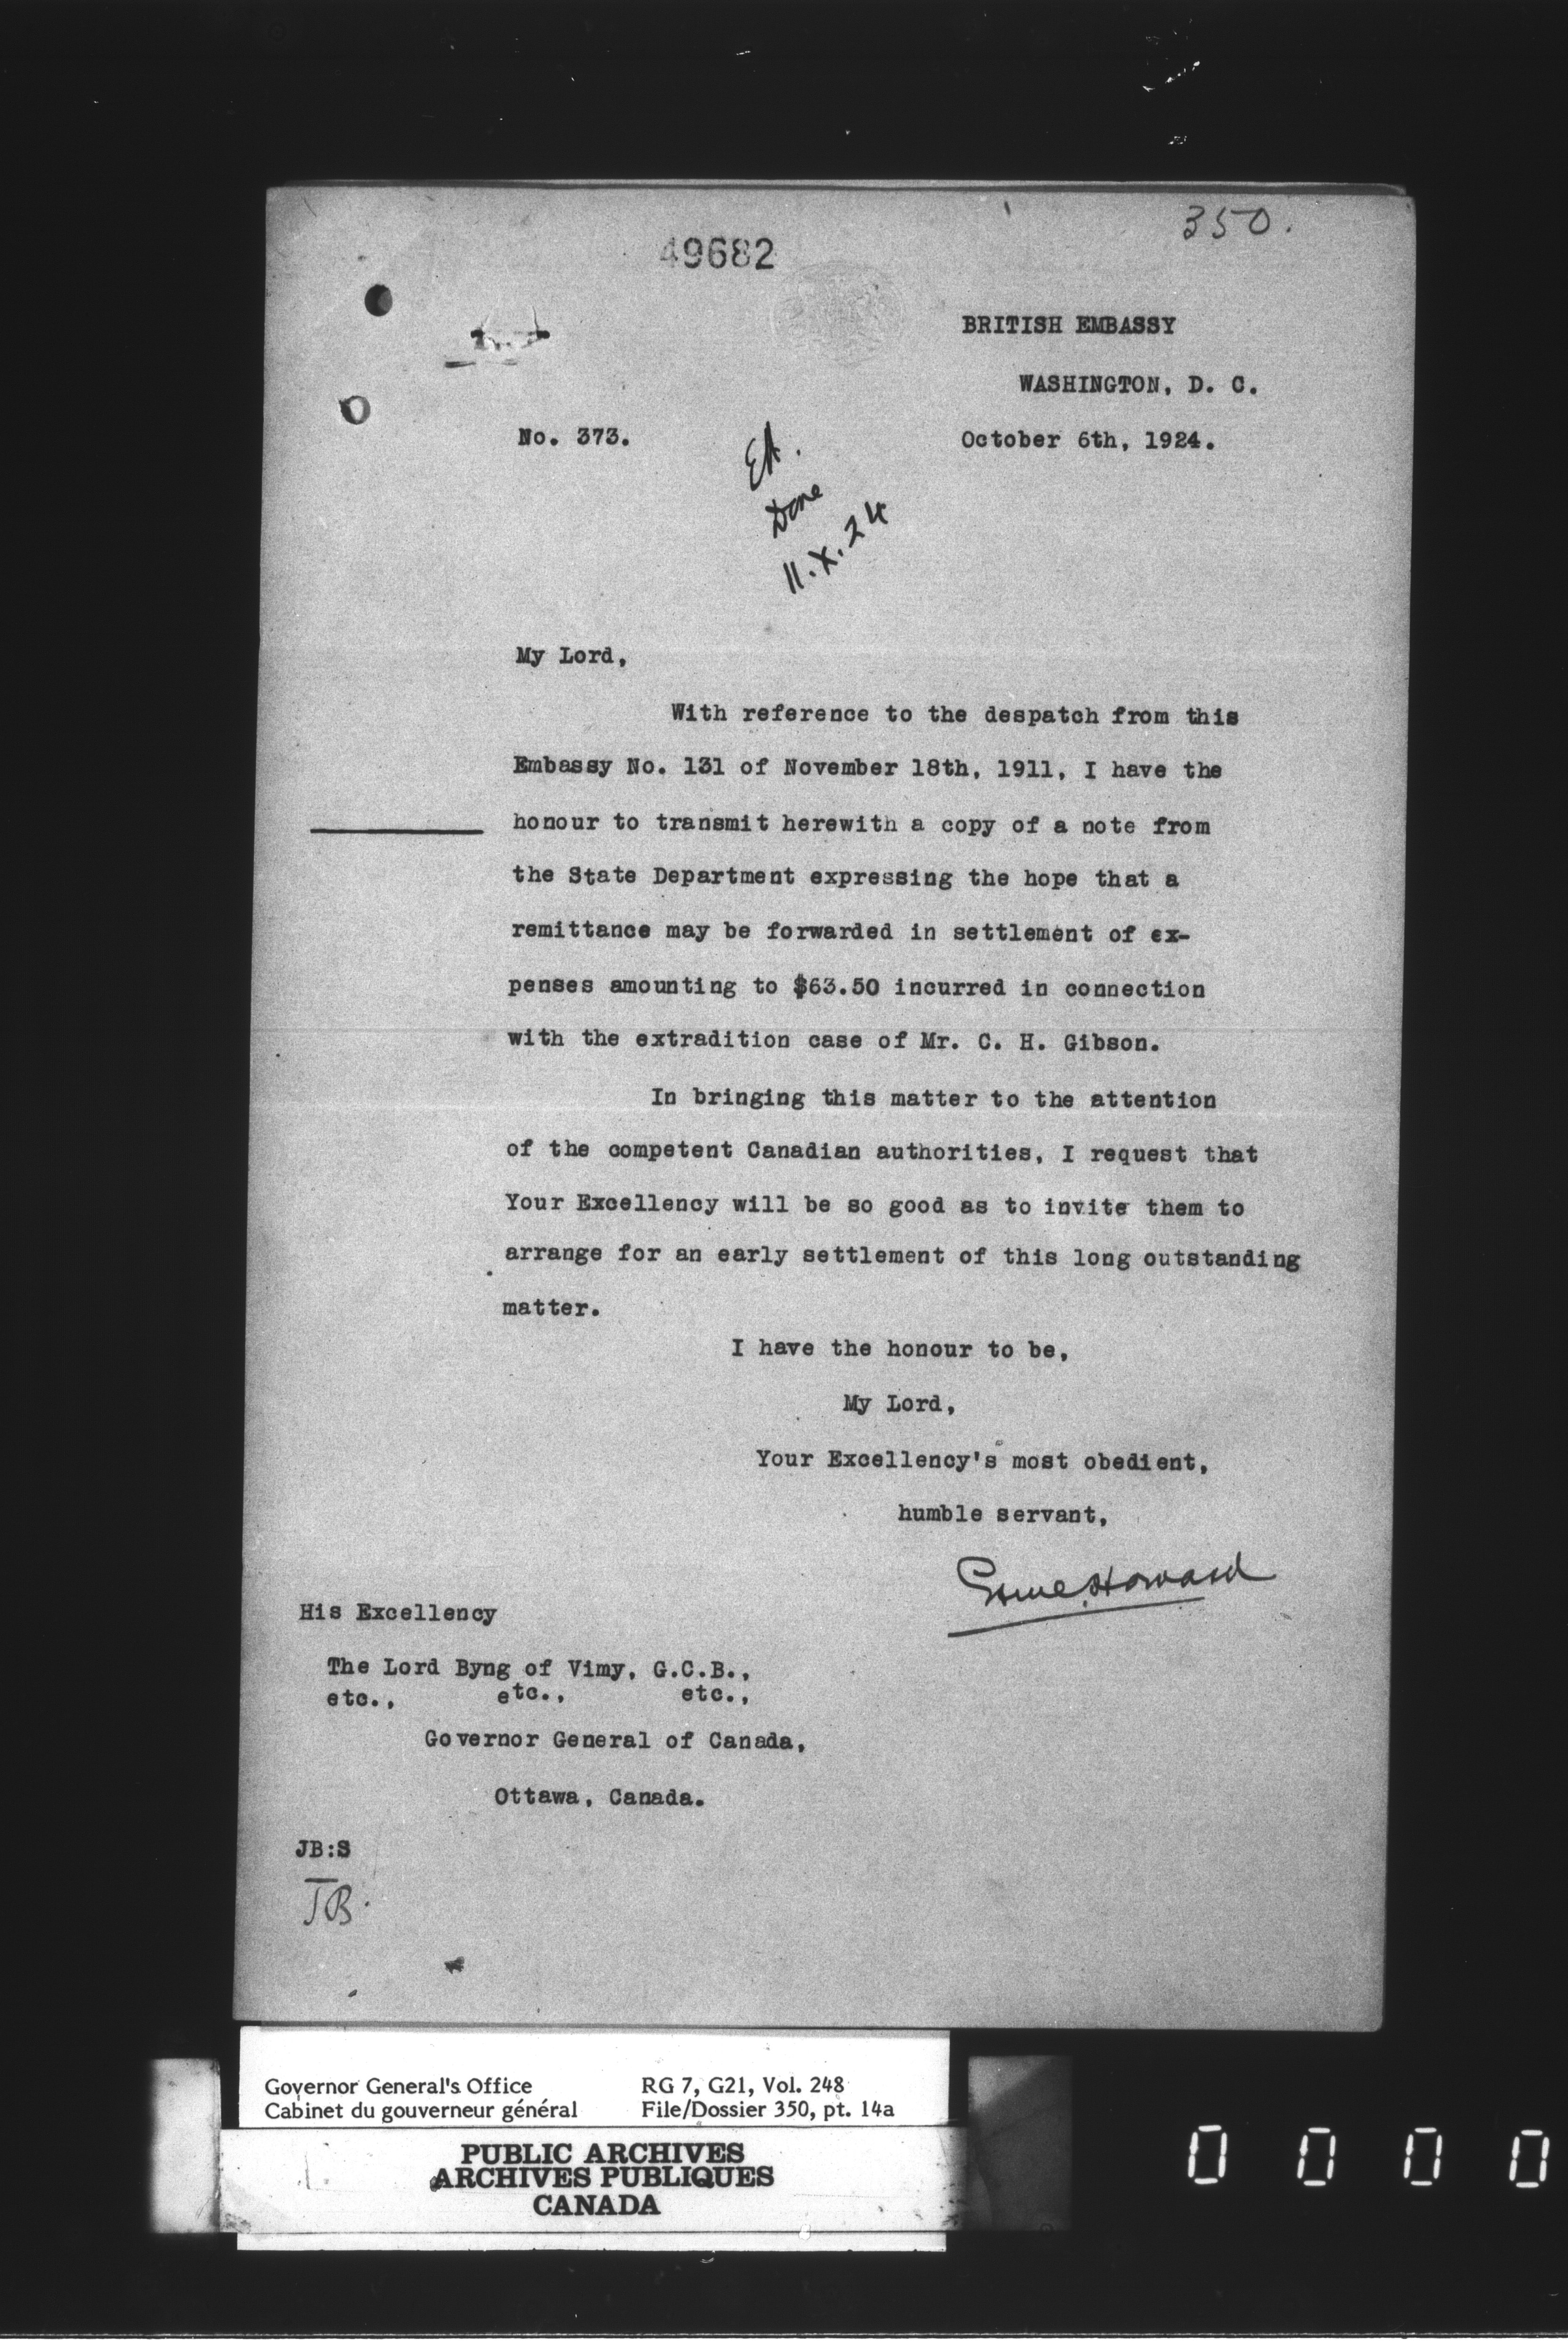 350.
49682
BRITISH EMBASSY
WASHINGTON, D. C.
No. 373.
October 6th, 1924.
EA.
Done
11.X.24
My Lord,
With reference to the despatch from this
Embassy No. 131 of November 18th, 1911, I have the
honour to transmit herewith a copy of a note from
the State Department expressing the hope that a
remittance may be forwarded in settlement of ex-
penses amounting to $63.50 incurred in connection
with the extradition case of Mr. C. H. Gibson.
In bringing this matter to the attention
of the competent Canadian authorities, I request that
Your Excellency will be so good as to invite them to
arrange for an early settlement of this long outstanding
matter.
I have the honour to be,
My Lord,
Your Excellency's most obedient,
humble servant,
Esme Howard
His Excellency
The Lord Byng of Vimy, G.C.B.,
etc., etc., etc.,
Governor General of Canada,
Ottawa, Canada.
JB:S
JB.
Governor General's Office RG 7, G21, Vol. 248
Cabinet du gouverneur général File/Dossier 350, pt. 14a
PUBLIC ARCHIVES
ARCHIVES PUBLIQUES
CANADA
0 0 0 0